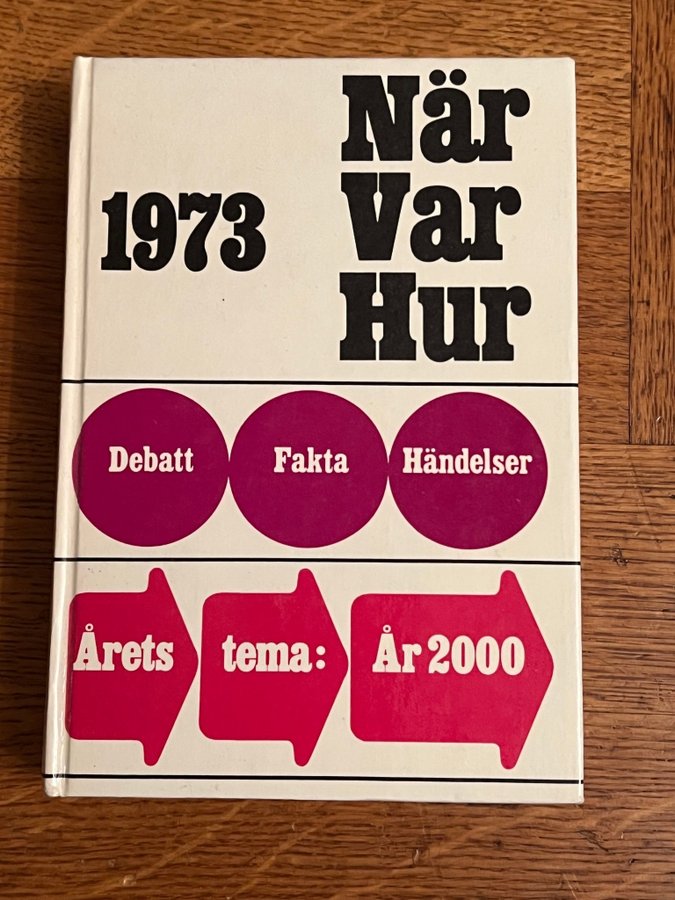 När
Var
Hur
1973
Debatt Fakta Händelser
Årets tema: År 2000